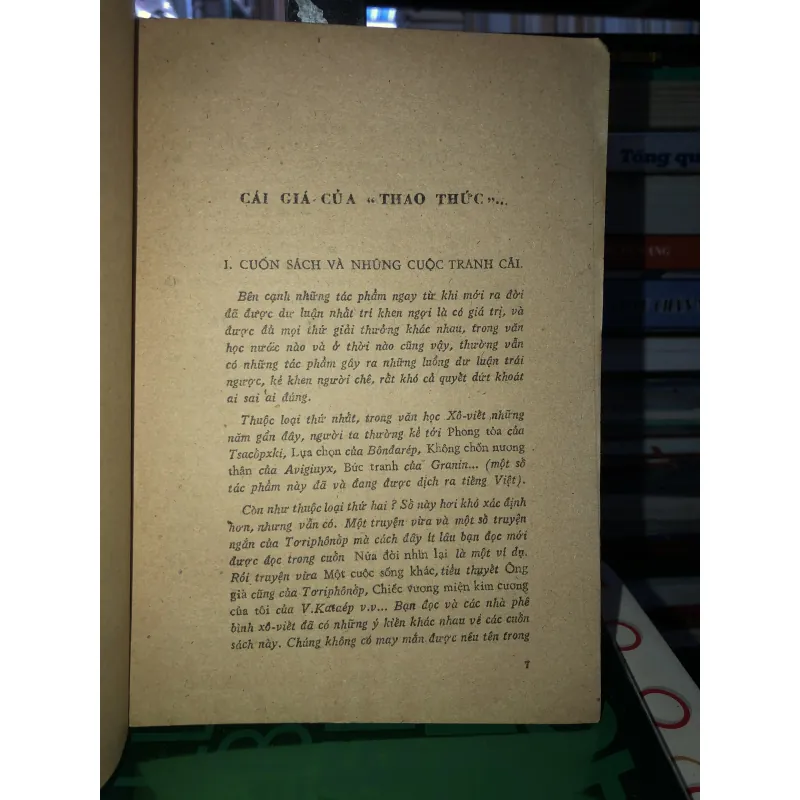 CÁI GIÁ CỦA “THAO THỨC”...
I. CUỐN SÁCH VÀ NHỮNG CUỘC TRANH CÃI.
Bên cạnh những tác phẩm ngay từ khi mới ra đời
đã được dư luận nhất trí khen ngợi là có giá trị, và
được đủ mọi thứ giải thưởng khác nhau, trong văn
học nước nào và ở thời nào cũng vậy, thường vẫn
có những tác phẩm gây ra những luồng dư luận trái
ngược, kẻ khen người chê, rất khó cả quyết dứt khoát
ai sai ai đúng.
Thuộc loại thứ nhất, trong văn học Xô-viết những
năm gần đây, người ta thường kể tới Phong tỏa của
Tsacôpxki, Lựa chọn của Bônđarép, Không chốn nương
thân của Avigiuyx, Bức tranh của Granin... (một số
tác phẩm này đã và đang được dịch ra tiếng Việt).
Còn như thuộc loại thứ hai ? Số này hơi khó xác định
hơn, nhưng vẫn có. Một truyện vừa và một số truyện
ngắn của Tơriphônôp mà cách đây ít lâu bạn đọc mới
được đọc trong cuốn Nửa đời nhìn lại là một ví dụ.
Rồi truyện vừa Một cuộc sống khác, tiểu thuyết Ông
già cũng của Tơriphônôp, Chiếc vương miện kim cương
của tôi của V.Kataép v.v... Bạn đọc và các nhà phê
bình xô-viết đã có những ý kiến khác nhau về các cuốn
sách này. Chúng không có may mắn được nêu tên trong
7
Tổng qu